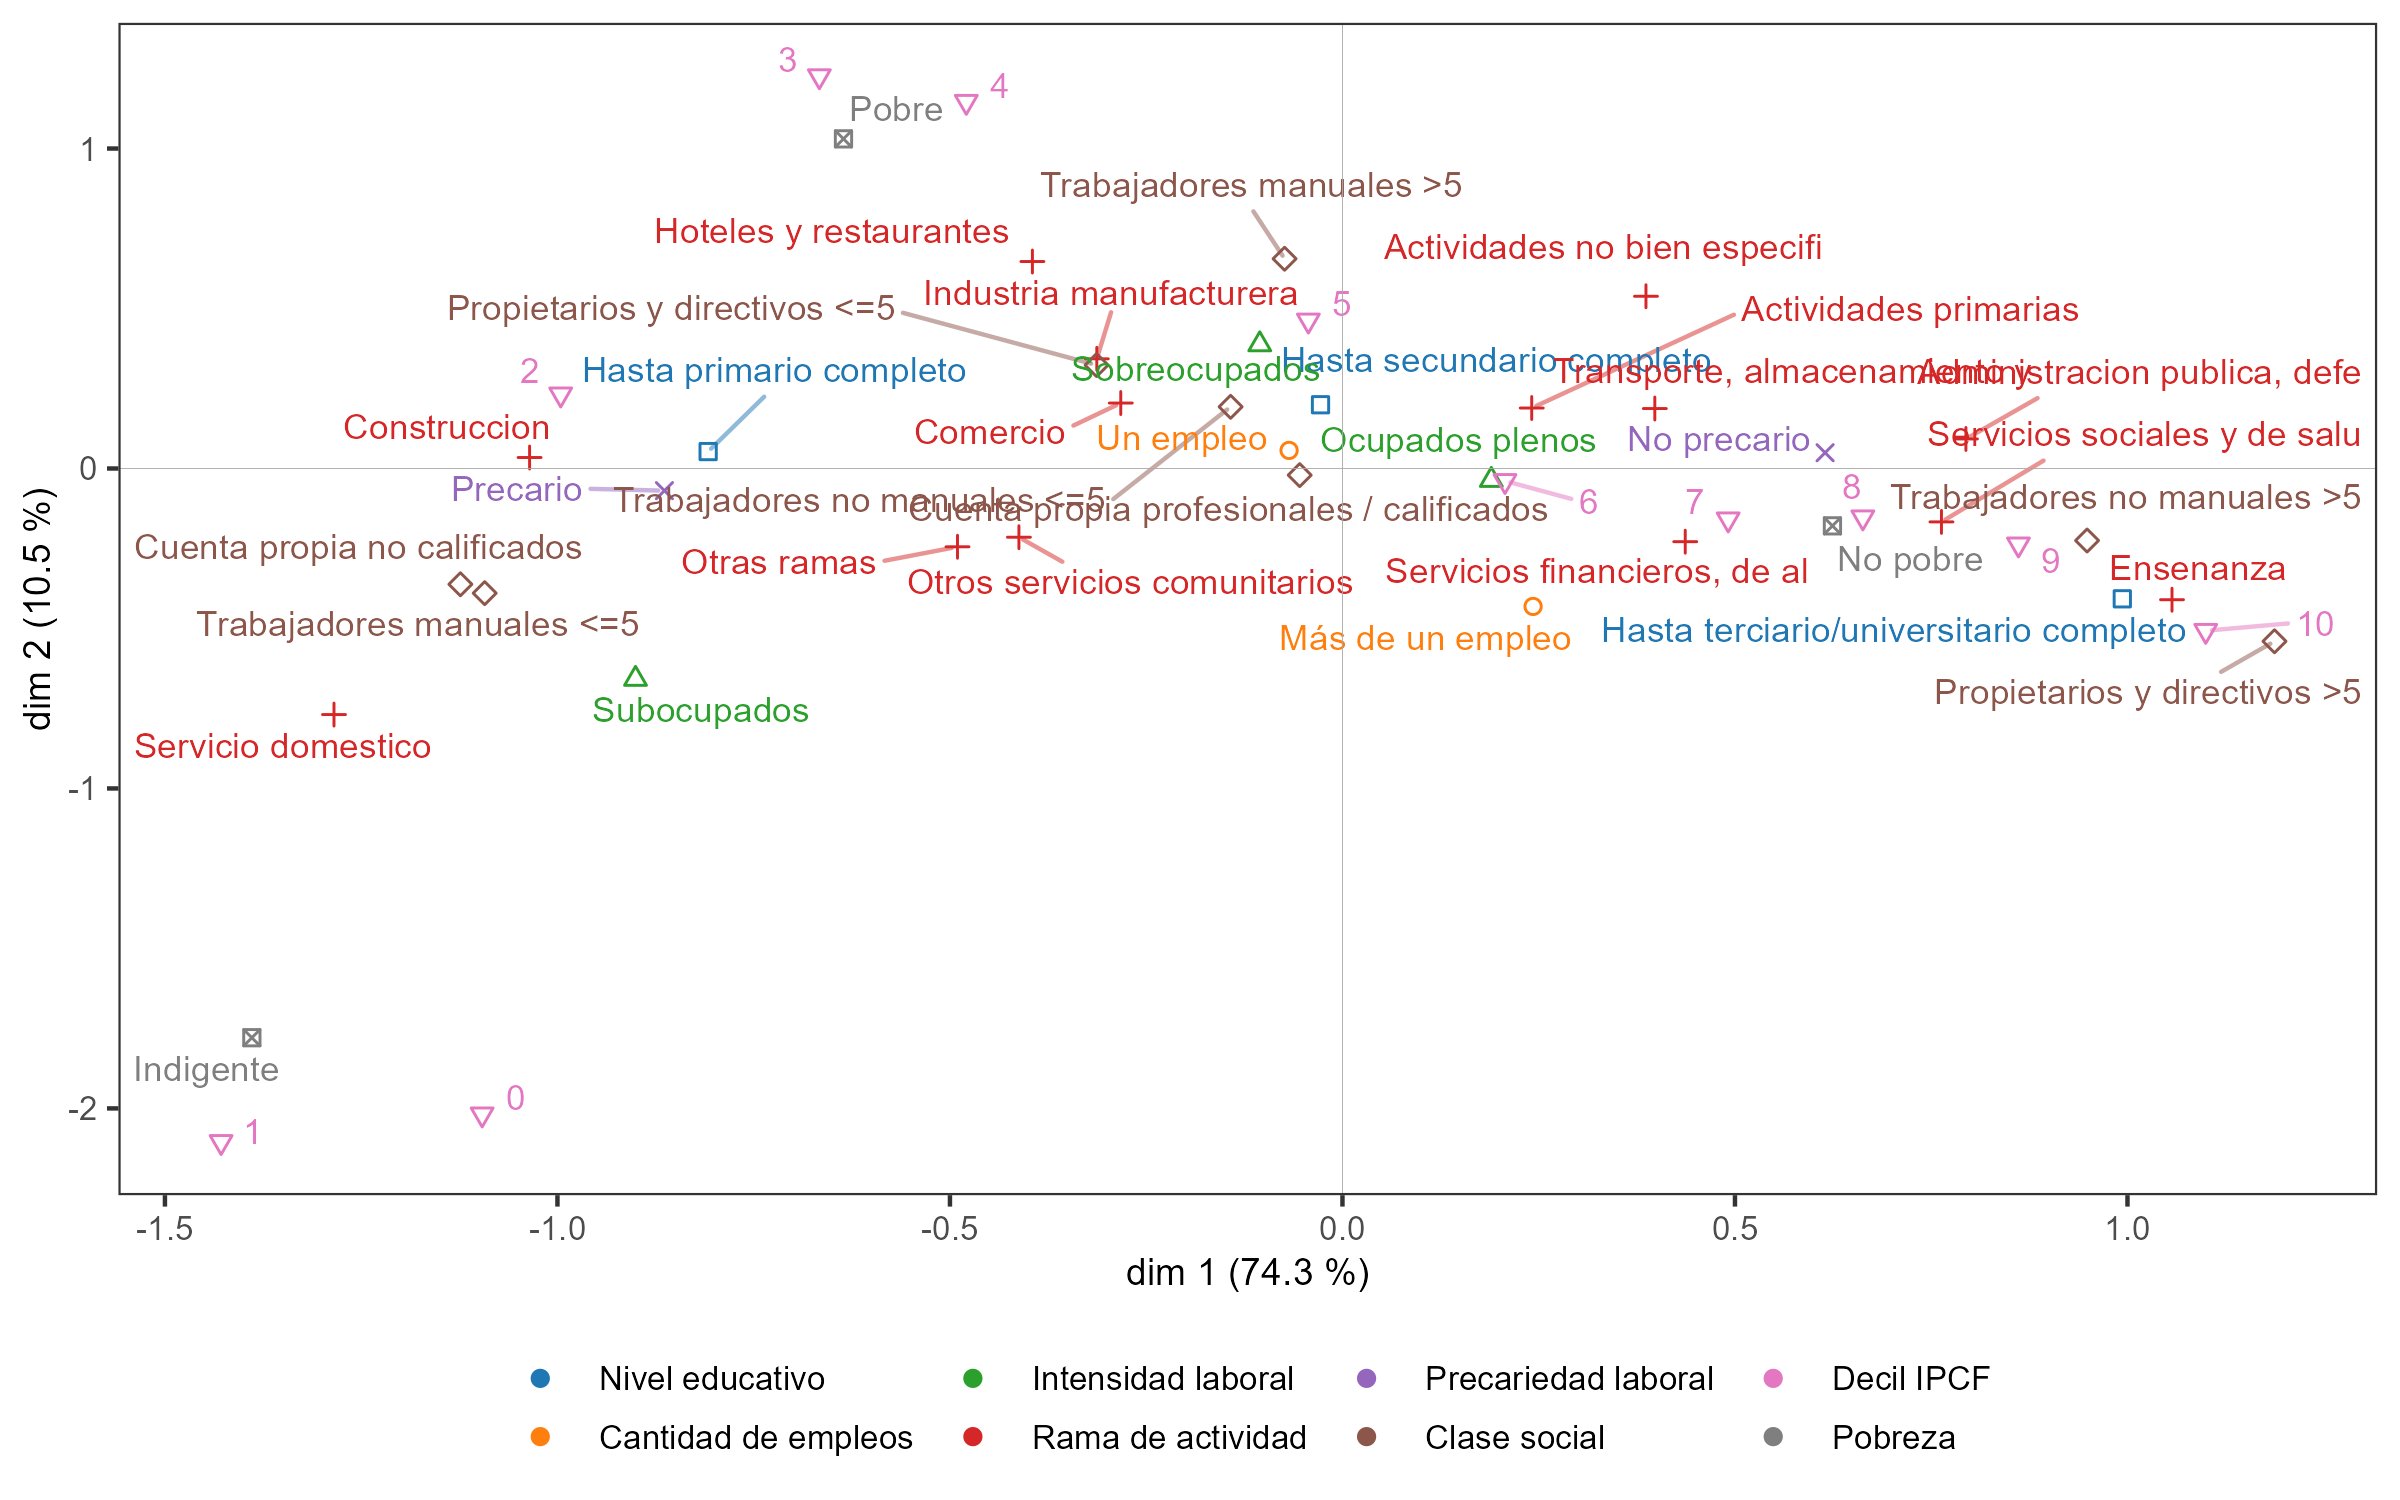 3
4
Pobre
1
Trabajadores manuales >5
Hoteles y restaurantes
Actividades no bien especifi
Industria manufacturera
5
Propietarios y directivos <=5
Actividades primarias
2
Hasta primario completo
Sobreocupados
Hasta secundario completo
Transporte, almacenamiento y
Administracion publica, defe
Construccion
Comercio
Un empleo
Ocupados plenos
No precario
Servicios sociales y de salu
0
Precario
Trabajadores no manuales <=5
Cuenta propia profesionales / calificados
6
7
8
Trabajadores no manuales >5
Cuenta propia no calificados
Otras ramas
Otros servicios comunitarios
Servicios financieros, de al
No pobre
9
Ensenanza
Trabajadores manuales <=5
Más de un empleo
Hasta terciario/universitario completo
10
Subocupados
Propietarios y directivos >5
Servicio domestico
-1
Indigente
0
-2
1
dim 2 (10.5 %)
-1.5
-1.0
-0.5
0.0
0.5
1.0
dim 1 (74.3 %)
Nivel educativo
Intensidad laboral
Precariedad laboral
Decil IPCF
Cantidad de empleos
Rama de actividad
Clase social
Pobreza